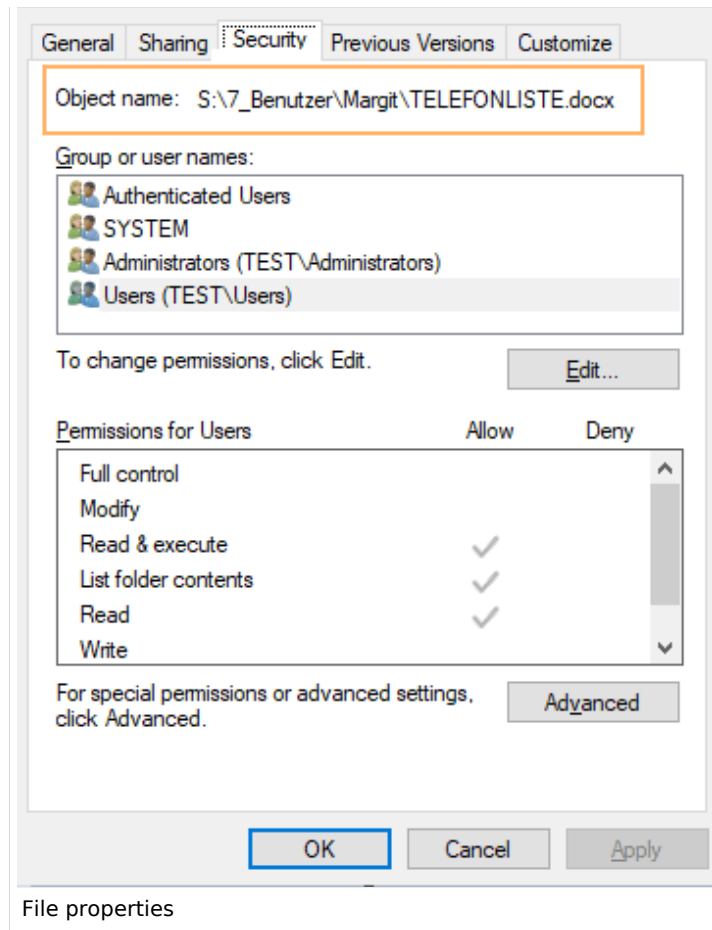 General Sharing Security Previous Versions Customize
Object name: S:\7_Benutzer\Margit\TELEFONLISTE.docx
Group or user names:
Authenticated Users
SYSTEM
Administrators (TEST\Administrators)
Users (TEST\Users)
To change permissions, click Edit.
Edit...
Permissions for Users Allow Deny
Full control
Modify
Read & execute
List folder contents
Read
Write
For special permissions or advanced settings,
click Advanced.
Advanced
OK Cancel Apply
File properties